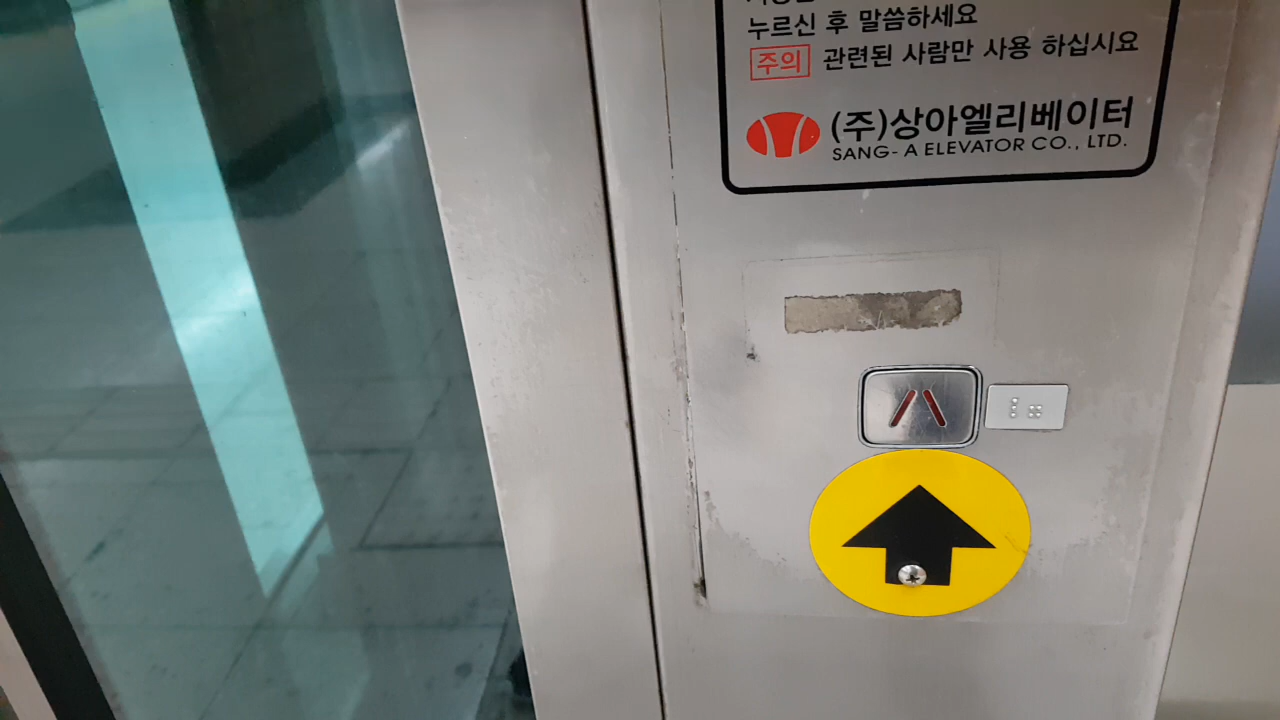 누르신 후 말씀하세요
주의 관련된 사람만 사용 하십시요
(주)상아엘리베이터
SANG-A ELEVATOR CO., LTD.